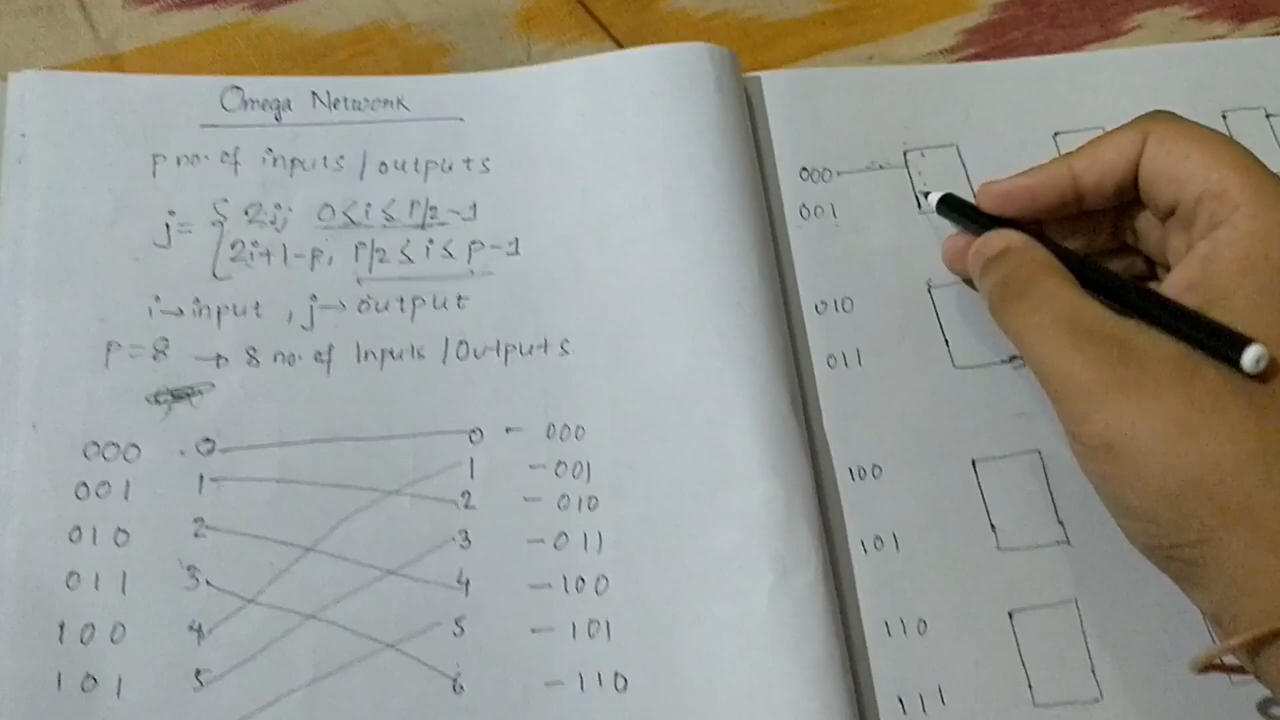 Omega Network
p no. of inputs / outputs
j= { 2i, 0 ≤ i ≤ P/2 -1
2i+1-p, P/2 ≤ i ≤ p-1
i→input , j→output
P=8 → 8 no. of Inputs / Outputs.
000 . 0 0 - 000
001 1 1 - 001
010 2 2 - 010
011 3 3 - 011
100 4 4 - 100
101 5 5 - 101
6 - 110
000
001
010
011
100
101
110
111